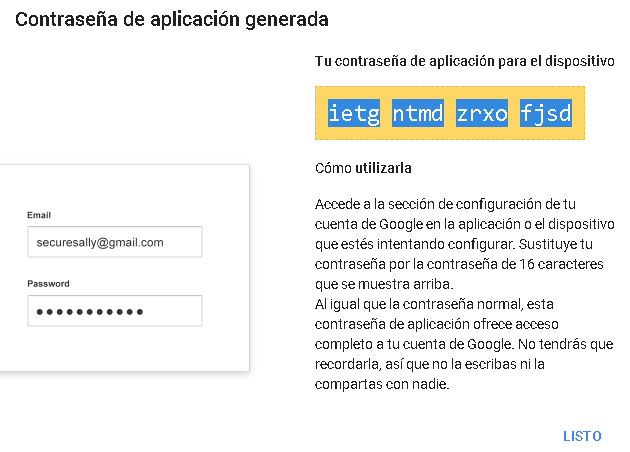 Contraseña de aplicación generada
Tu contraseña de aplicación para el dispositivo
ietg ntmd zrxo fjsd
Cómo utilizarla
Email
securesally@gmail.com
Password
●●●●●●●●●●●
Accede a la sección de configuración de tu
cuenta de Google en la aplicación o el dispositivo
que estés intentando configurar. Sustituye tu
contraseña por la contraseña de 16 caracteres
que se muestra arriba.
Al igual que la contraseña normal, esta
contraseña de aplicación ofrece acceso
completo a tu cuenta de Google. No tendrás que
recordarla, así que no la escribas ni la
compartas con nadie.
LISTO